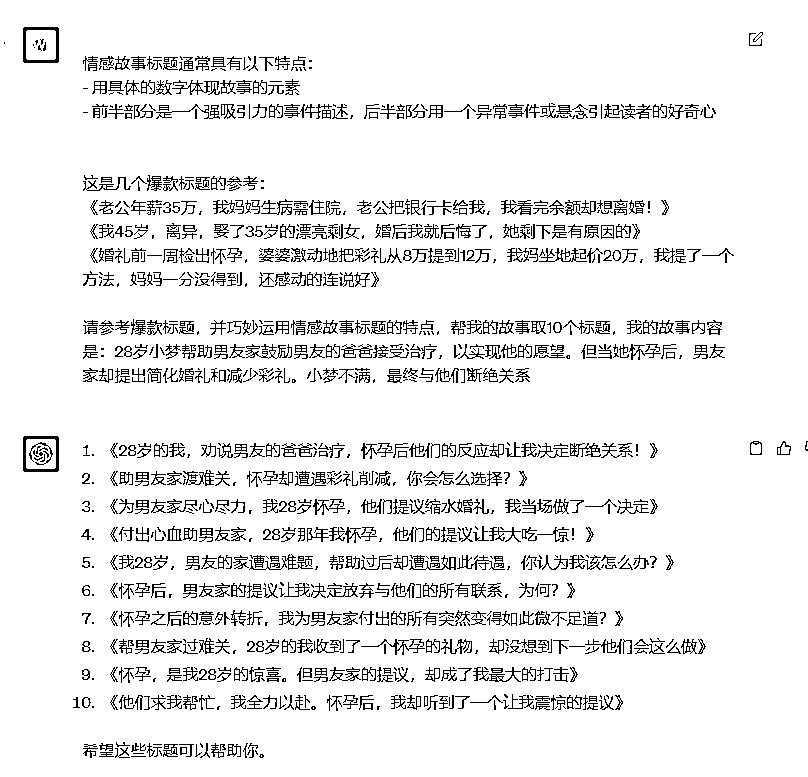 情感故事标题通常具有以下特点：
- 用具体的数字体现故事的元素
- 前半部分是一个强吸引力的事件描述，后半部分用一个异常事件或悬念引起读者的好奇心
这是几个爆款标题的参考：
《老公年薪35万，我妈妈生病需住院，老公把银行卡给我，我看完余额却想离婚！》
《我45岁，离异，娶了35岁的漂亮剩女，婚后我就后悔了，她剩下是有原因的》
《婚礼前一周检出怀孕，婆婆激动地把彩礼从8万提到12万，我妈坐地起价20万，我提了一个
方法，妈妈一分没得到，还感动的连说好》
请参考爆款标题，并巧妙运用情感故事标题的特点，帮我的故事取10个标题，我的故事内容
是：28岁小梦帮助男友家鼓励男友的爸爸接受治疗，以实现他的愿望。但当她怀孕后，男友
家却提出简化婚礼和减少彩礼。小梦不满，最终与他们断绝关系
1. 《28岁的我，劝说男友的爸爸治疗，怀孕后他们的反应却让我决定断绝关系！》
2. 《助男友家渡难关，怀孕却遭遇彩礼削减，你会怎么选择？》
3. 《为男友家尽心尽力，我28岁怀孕，他们提议缩水婚礼，我当场做了一个决定》
4. 《付出心血助男友家，28岁那年我怀孕，他们的提议让我大吃一惊！》
5. 《我28岁，男友的家遭遇难题，帮助过后却遭遇如此待遇，你认为我该怎么办？》
6. 《怀孕后，男友家的提议让我决定放弃与他们的所有联系，为何？》
7. 《怀孕之后的意外转折，我为男友家付出的所有突然变得如此微不足道？》
8. 《帮男友家过难关，28岁的我收到了一个怀孕的礼物，却没想到下一步他们会这么做》
9. 《怀孕，是我28岁的惊喜。但男友家的提议，却成了我最大的打击》
10. 《他们求我帮忙，我全力以赴。怀孕后，我却听到了一个让我震惊的提议》
希望这些标题可以帮助你。